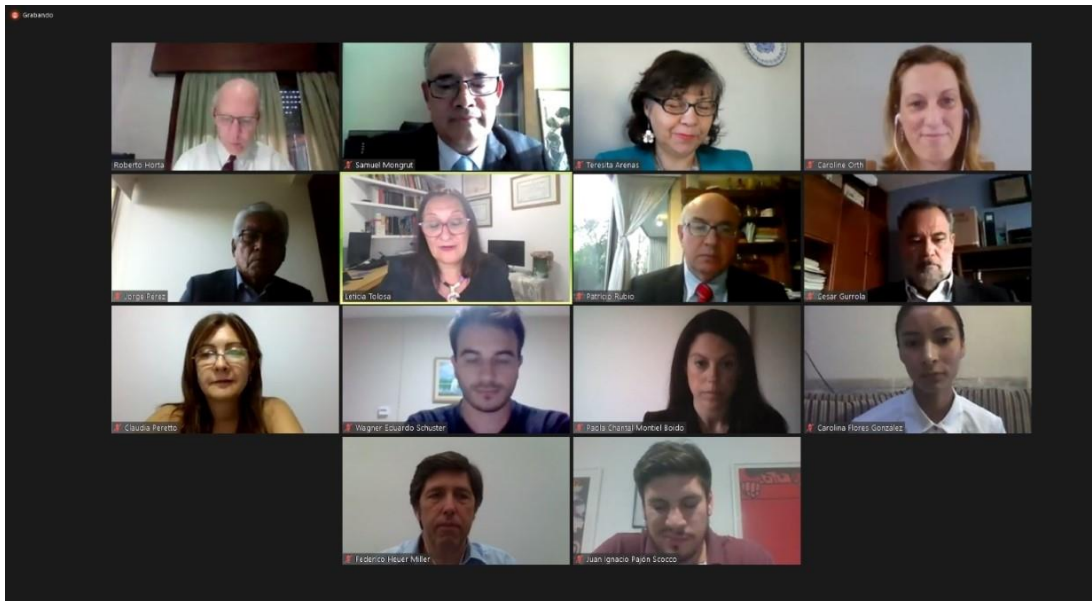 Grabando
Roberto Horta
Samuel Mongrut
Teresita Arenas
Caroline Orth
Jorge Perez
Leticia Tolosa
Patricio Rubio
Cesar Gurrola
Claudia Peretto
Wagner Eduardo Schuster
Paola Chantal Montiel Boido
Carolina Flores González
Federico Heuer Miller
Juan Ignacio Pajón Scocco